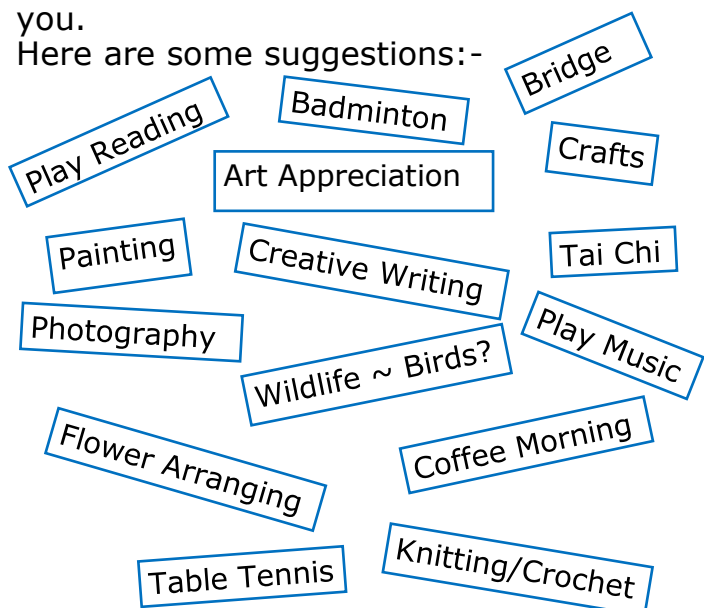 you.
Here are some suggestions:-
Bridge
Badminton
Play Reading
Crafts
Art Appreciation
Painting
Creative Writing
Tai Chi
Photography
Play Music
Wildlife ~ Birds?
Flower Arranging
Coffee Morning
Table Tennis
Knitting/Crochet